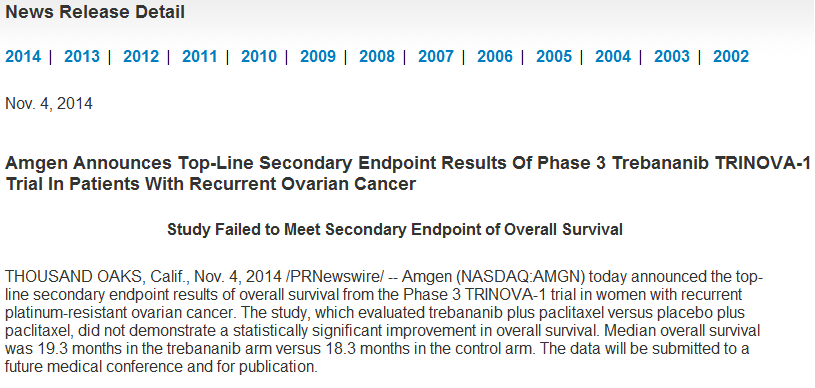 News Release Detail
2014 | 2013 | 2012 | 2011 | 2010 | 2009 | 2008 | 2007 | 2006 | 2005 | 2004 | 2003 | 2002
Nov. 4, 2014
Amgen Announces Top-Line Secondary Endpoint Results Of Phase 3 Trebananib TRINOVA-1
Trial In Patients With Recurrent Ovarian Cancer
Study Failed to Meet Secondary Endpoint of Overall Survival
THOUSAND OAKS, Calif., Nov. 4, 2014 /PRNewswire/ -- Amgen (NASDAQ:AMGN) today announced the top-
line secondary endpoint results of overall survival from the Phase 3 TRINOVA-1 trial in women with recurrent
platinum-resistant ovarian cancer. The study, which evaluated trebananib plus paclitaxel versus placebo plus
paclitaxel, did not demonstrate a statistically significant improvement in overall survival. Median overall survival
was 19.3 months in the trebananib arm versus 18.3 months in the control arm. The data will be submitted to a
future medical conference and for publication.